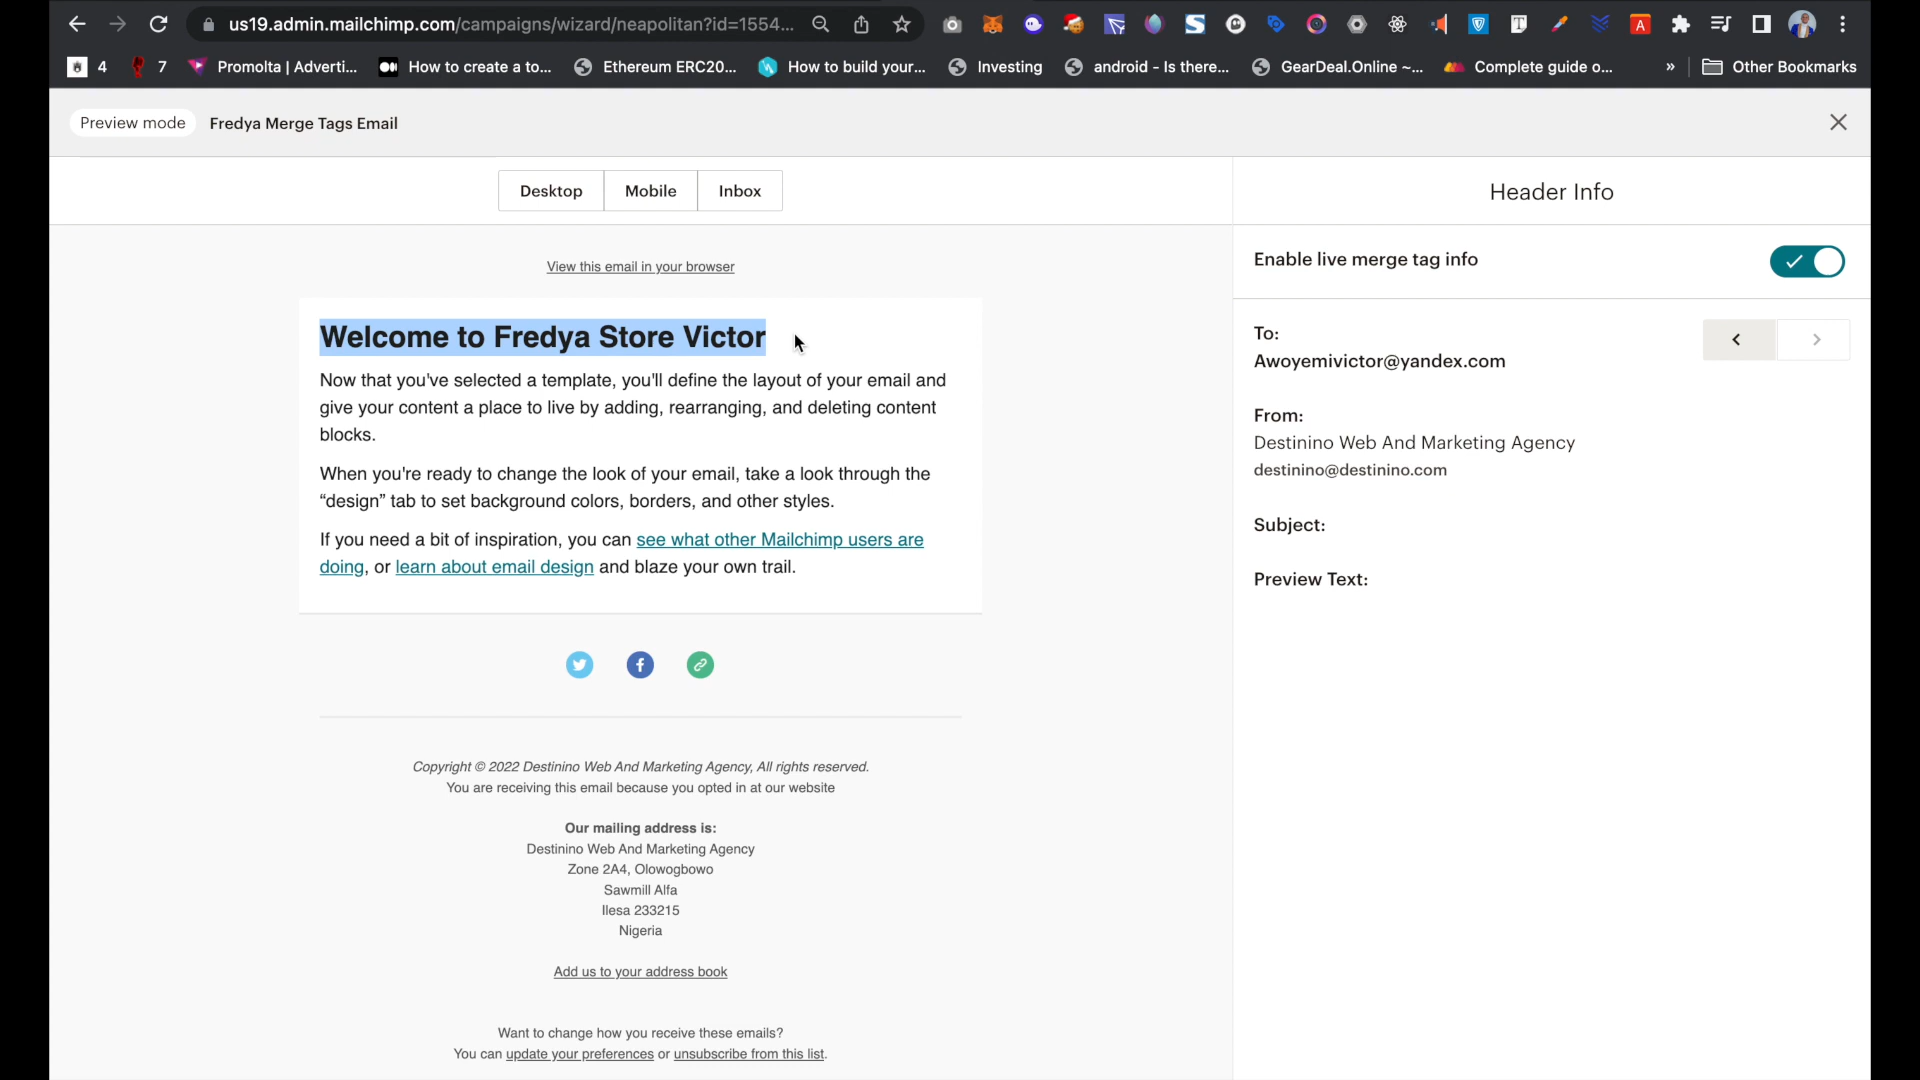 us19.admin.mailchimp.com/campaigns/wizard/neapolitan?id=1554...
4
7
Promolta | Adverti...
How to create a to...
Ethereum ERC20...
How to build your...
Investing
android - Is there...
GearDeal.Online ~...
Complete guide o...
»
Other Bookmarks
Preview mode
Fredya Merge Tags Email
Desktop
Mobile
Inbox
Header Info
View this email in your browser
Enable live merge tag info
Welcome to Fredya Store Victor
Now that you've selected a template, you'll define the layout of your email and
give your content a place to live by adding, rearranging, and deleting content
blocks.
When you're ready to change the look of your email, take a look through the
“design” tab to set background colors, borders, and other styles.
If you need a bit of inspiration, you can see what other Mailchimp users are
doing, or learn about email design and blaze your own trail.
To:
Awoyemivictor@yandex.com
From:
Destinino Web And Marketing Agency
destinino@destinino.com
Subject:
Preview Text:
Copyright © 2022 Destinino Web And Marketing Agency, All rights reserved.
You are receiving this email because you opted in at our website
Our mailing address is:
Destinino Web And Marketing Agency
Zone 2A4, Olowogbowo
Sawmill Alfa
Ilesa 233215
Nigeria
Add us to your address book
Want to change how you receive these emails?
You can update your preferences or unsubscribe from this list.